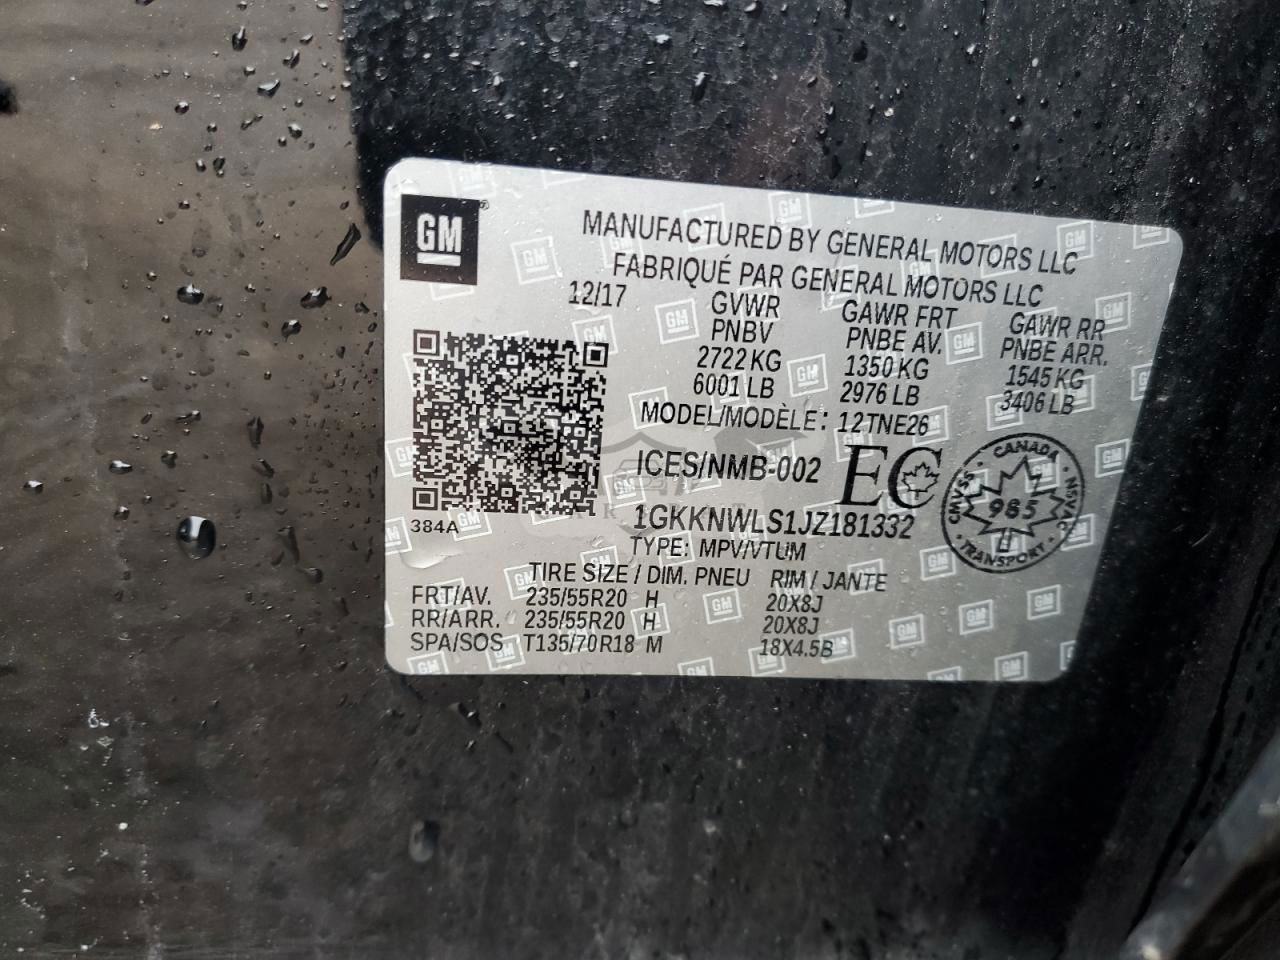 GM
MANUFACTURED BY GENERAL MOTORS LLC
FABRIQUÉ PAR GENERAL MOTORS LLC
12/17
GVWR GAWR FRT GAWR RR
PNBV PNBE AV. PNBE ARR.
2722 KG 1350 KG 1545 KG
6001 LB 2976 LB 3406 LB
MODEL/MODÈLE: 12TNE26
ICES/NMB-002 EC
CANADA CMVSS NSVAC TRANSPORT 985
1GKKNWLS1JZ181332
384A
TYPE: MPV/VTUM
TIRE SIZE / DIM. PNEU RIM / JANTE
FRT/AV. 235/55R20 H 20X8J
RR/ARR. 235/55R20 H 20X8J
SPA/SOS T135/70R18 M 18X4.5B